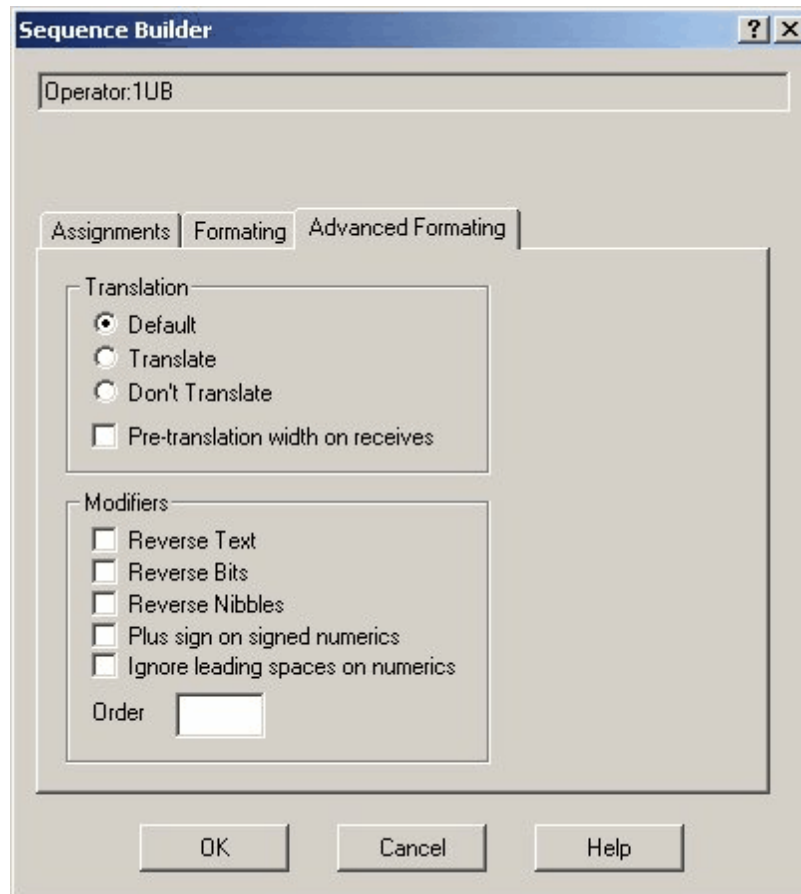 Sequence Builder
Operator:1UB
Assignments Formating Advanced Formating
Translation
Default
Translate
Don't Translate
Pre-translation width on receives
Modifiers
Reverse Text
Reverse Bits
Reverse Nibbles
Plus sign on signed numerics
Ignore leading spaces on numerics
Order
OK Cancel Help